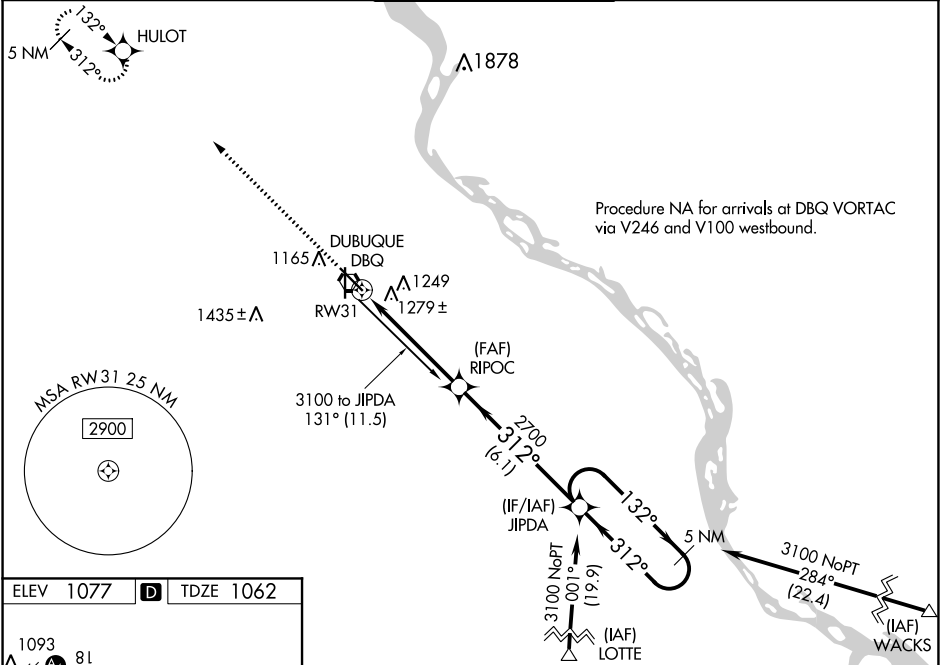 132°
HULOT
5 NM
312°
1878
Procedure NA for arrivals at DBQ VORTAC
via V246 and V100 westbound.
DUBUQUE
DBQ
1165
1249
1279 ±
RW31
1435 ±
(FAF)
RIPOC
3100 to JIPDA
131° (11.5)
MSA RW31 25 NM
2900
2700
312°
(6.1)
(IF/IAF)
JIPDA
132°
312°
5 NM
3100 NoPT
284°
(22.4)
(IAF)
WACKS
3100 NoPT
001°
(19.9)
(IAF)
LOTTE
ELEV 1077 D TDZE 1062
1093
81